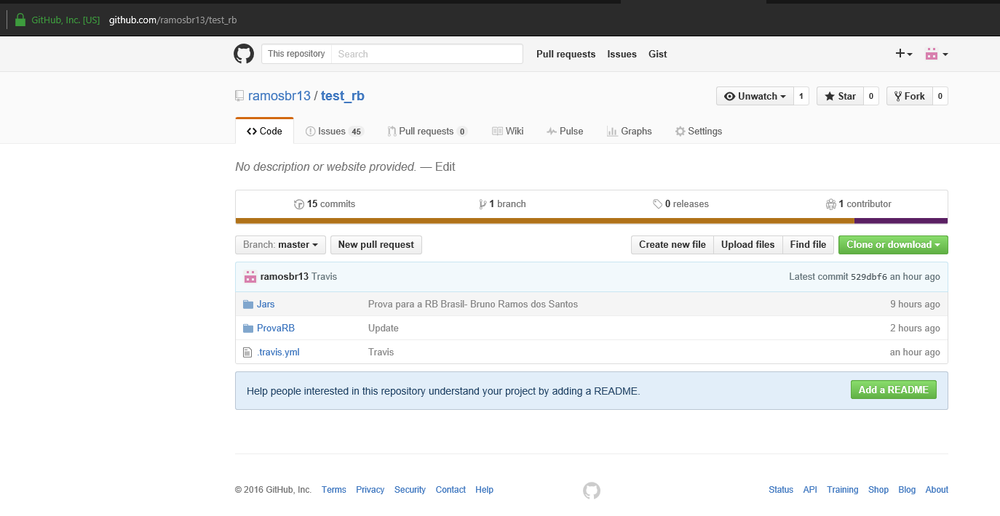 GitHub, Inc. [US] github.com/ramosbr13/test_rb
This repository Search Pull requests Issues Gist
ramosbr13 / test_rb Unwatch 1 Star 0 Fork 0
Code Issues 45 Pull requests 0 Wiki Pulse Graphs Settings
No description or website provided. — Edit
15 commits 1 branch 0 releases 1 contributor
Branch: master New pull request Create new file Upload files Find file Clone or download
ramosbr13 Travis Latest commit 529dbf6 an hour ago
Jars Prova para a RB Brasil- Bruno Ramos dos Santos 9 hours ago
ProvaRB Update 2 hours ago
.travis.yml Travis an hour ago
Help people interested in this repository understand your project by adding a README. Add a README
© 2016 GitHub, Inc. Terms Privacy Security Contact Help Status API Training Shop Blog About